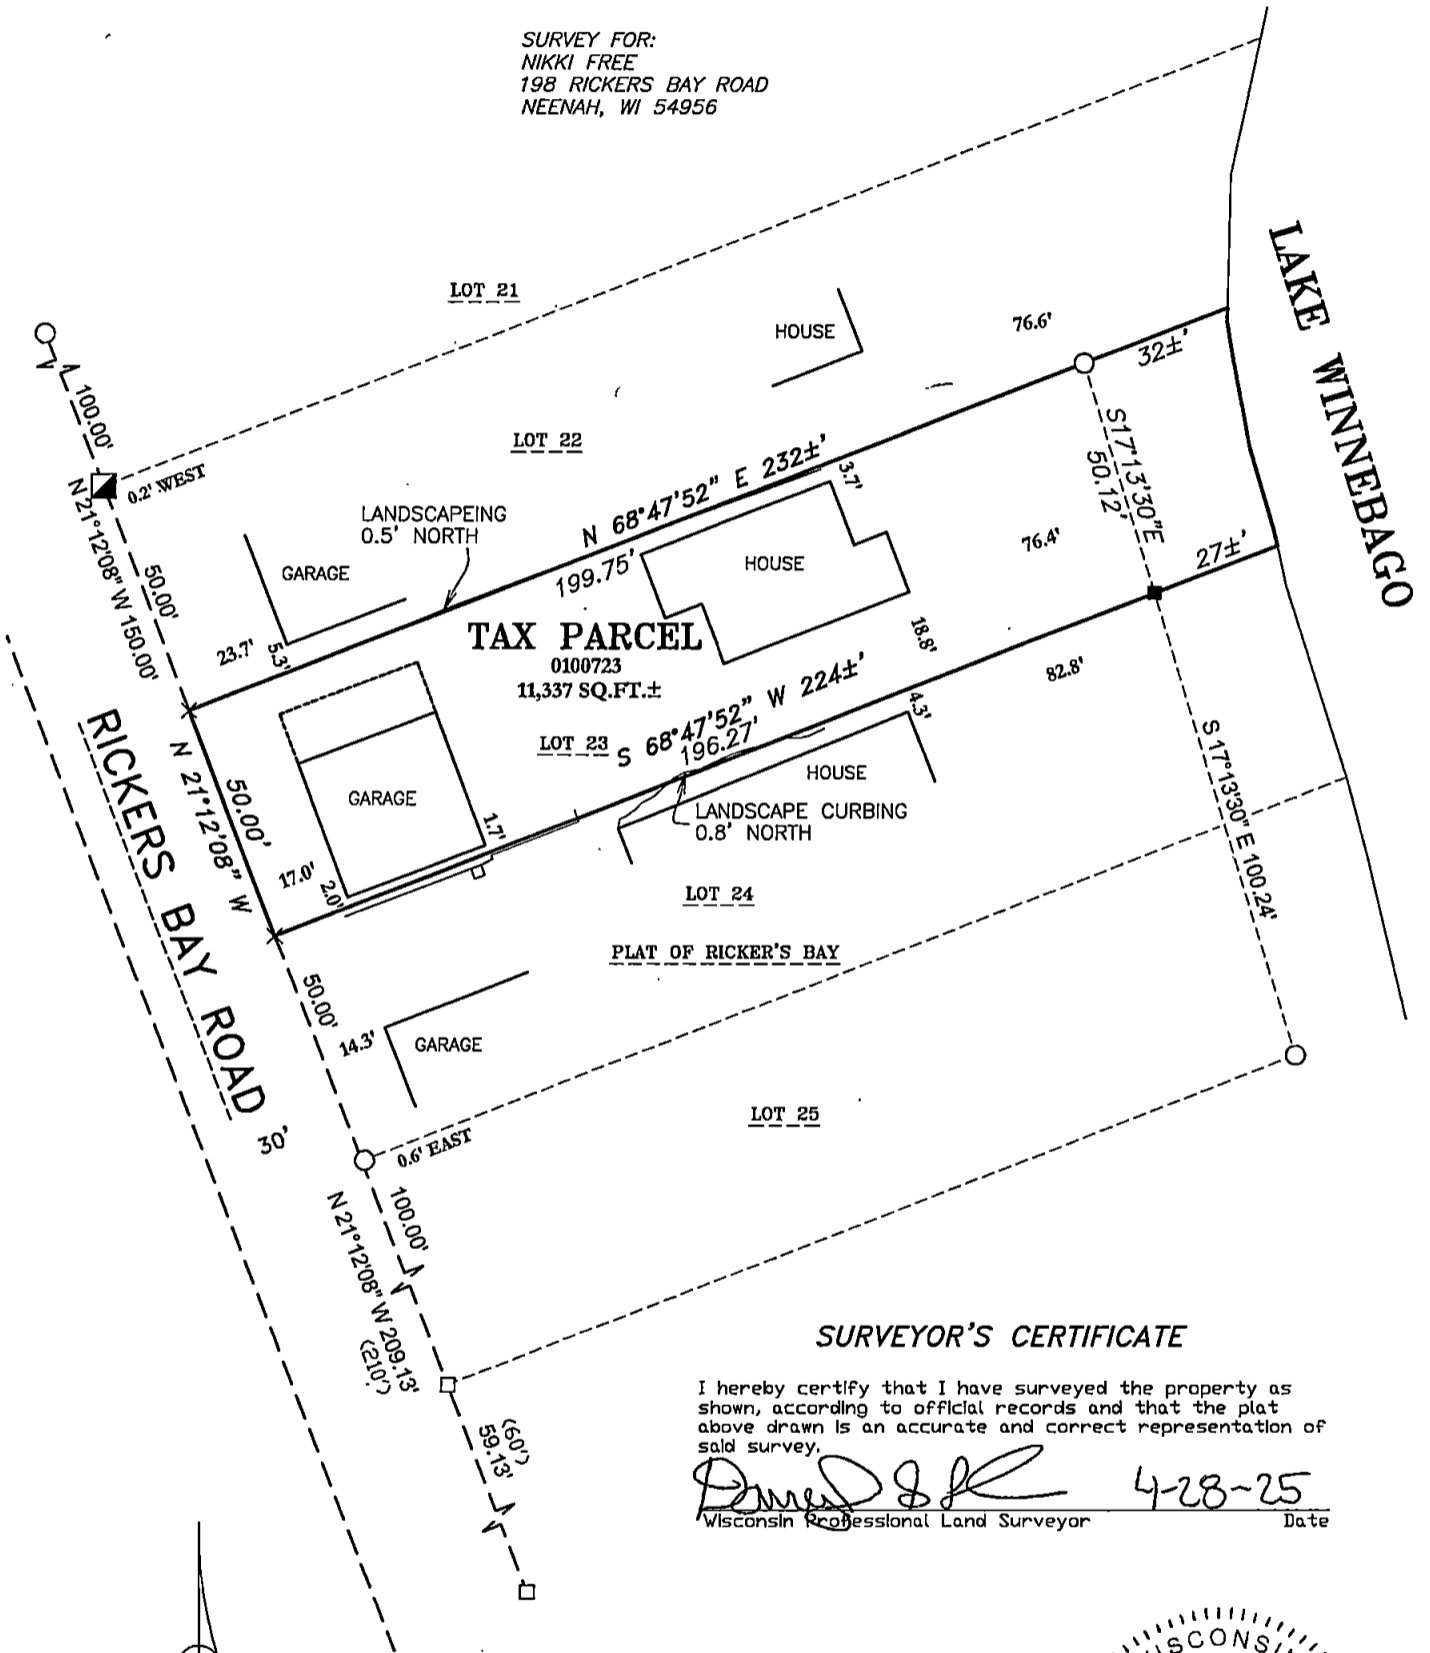 SURVEY FOR:
NIKKI FREE
198 RICKERS BAY ROAD
NEENAH, WI 54956
LAKE WINNEBAGO
LOT 21
HOUSE
76.6'
32±'
100.00'
LOT 22
0.2' WEST
N 21°12'08" W 150.00'
50.00'
LANDSCAPEING
0.5' NORTH
N 68°47'52" E 232±'
199.75'
3.7'
S17°13'30"E
50.12'
GARAGE
HOUSE
76.4'
27±'
23.7'
5.3'
TAX PARCEL
0100723
11,337 SQ.FT.±
18.8'
82.8'
LOT 23
S 68°47'52" W 224±'
196.27'
4.3'
HOUSE
RICKERS BAY ROAD
N 21°12'08" W
50.00'
GARAGE
1.7'
LANDSCAPE CURBING
0.8' NORTH
S 17°13'30" E 100.24'
17.0'
2.0'
LOT 24
PLAT OF RICKER'S BAY
50.00'
14.3'
GARAGE
30'
0.6' EAST
LOT 25
100.00'
N 21°12'08" W 209.13'
(210')
(60')
59.13'
SURVEYOR'S CERTIFICATE
I hereby certify that I have surveyed the property as
shown, according to official records and that the plat
above drawn is an accurate and correct representation of
said survey.
4-28-25
Wisconsin Professional Land Surveyor Date